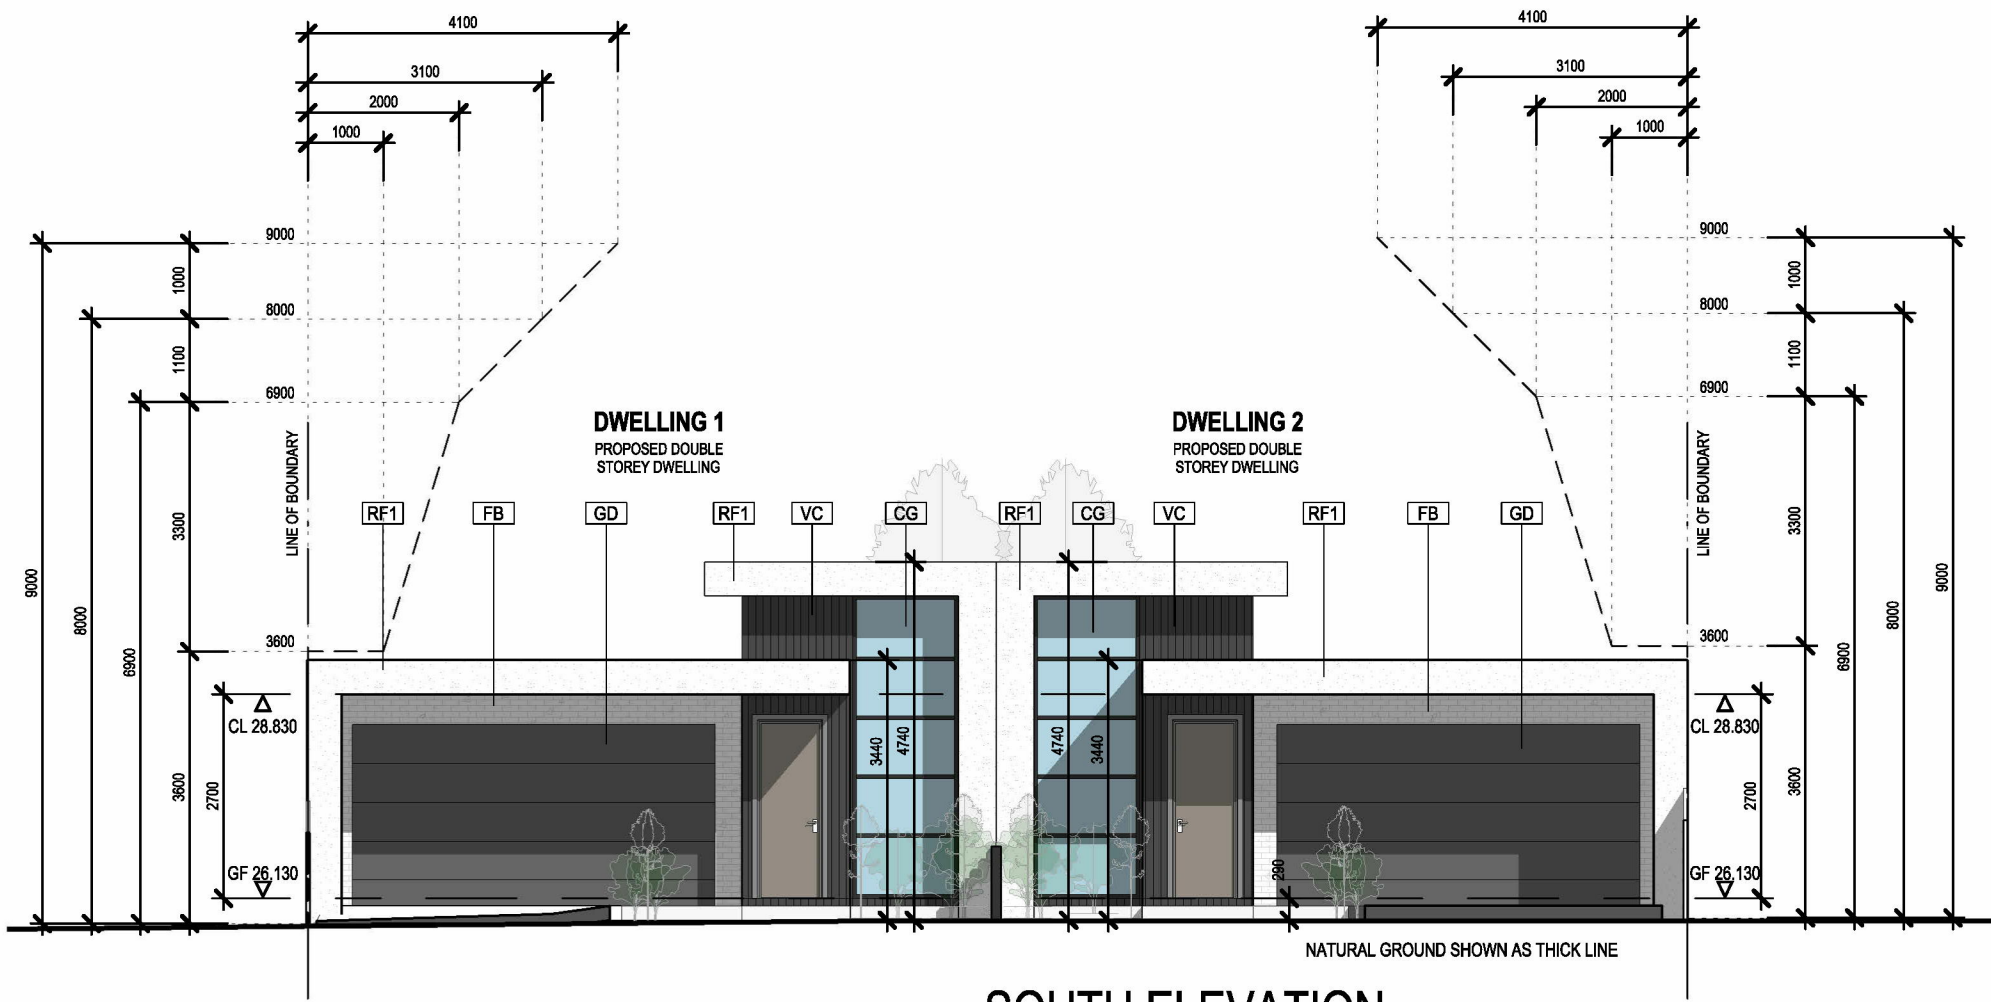 4100
4100
3100
3100
2000
2000
1000
1000
9000
9000
1000
1000
8000
8000
1100
1100
6900
6900
DWELLING 1
PROPOSED DOUBLE
STOREY DWELLING
DWELLING 2
PROPOSED DOUBLE
STOREY DWELLING
LINE OF BOUNDARY
LINE OF BOUNDARY
RF1 FB GD RF1 VC CG RF1 CG VC RF1 FB GD
3300
3300
9000
8000
6900
9000
8000
6900
3600
3600
CL 28.830
CL 28.830
3440
4740
4740
3440
3600
2700
3600
2700
GF 26.130
290
GF 26.130
NATURAL GROUND SHOWN AS THICK LINE
SOUTH ELEVATION